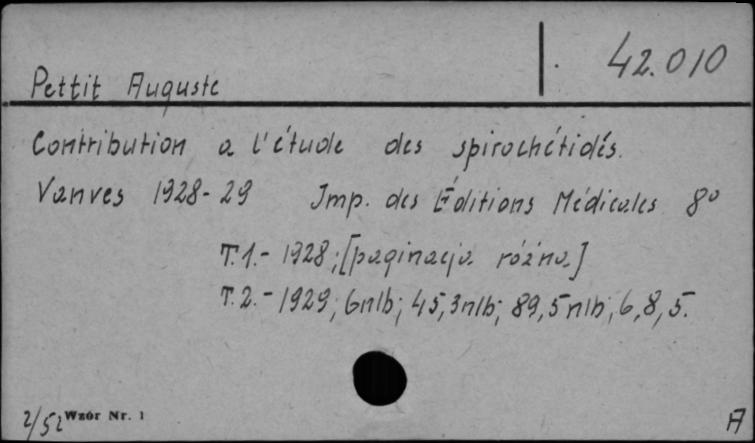 42.010
Pettit Auguste
Contribution a l'étude des spirochétidés.
Vanves 1928-29 Imp. des Éditions Médicales 8°
T.1.- 1928; [paginacja różna]
T.2.- 1929; 6nlb; 45,3nlb; 89,5nlb; 6,8,5.
2/52 Wzór Nr. 1 A